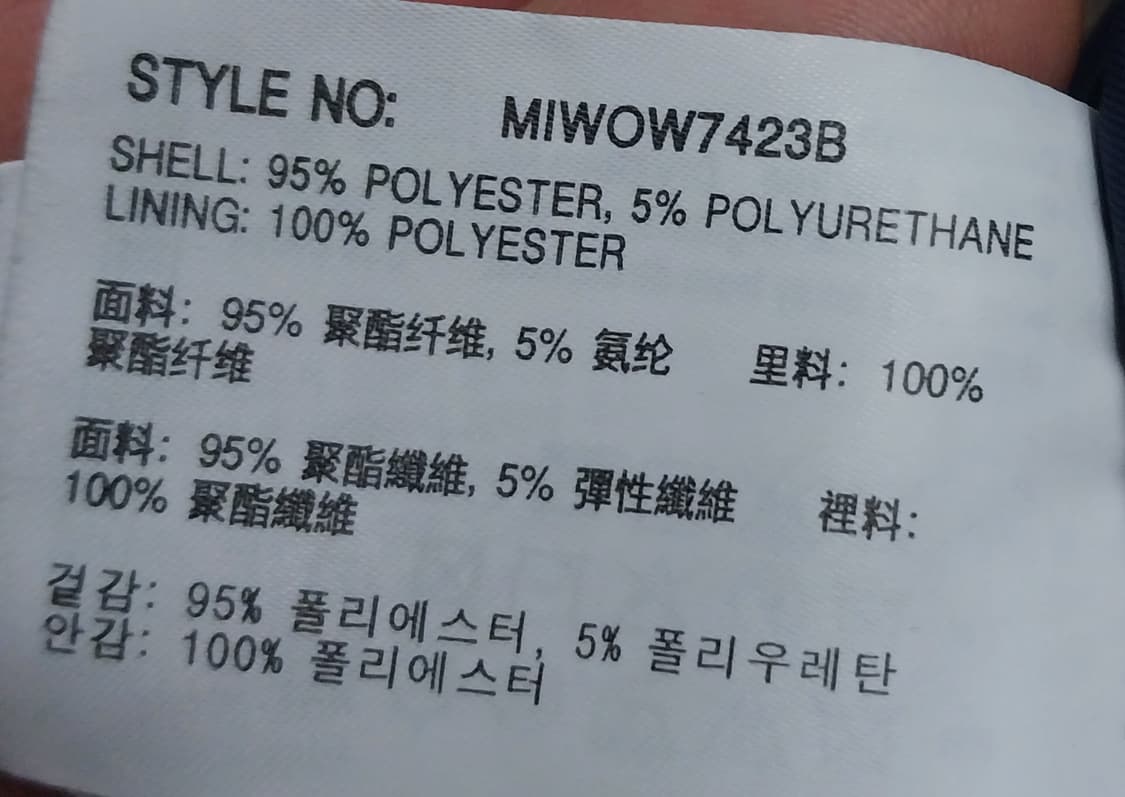 STYLE NO: MIWOW7423B
SHELL: 95% POLYESTER, 5% POLYURETHANE
LINING: 100% POLYESTER
面料: 95% 聚酯纤维, 5% 氨纶 里料: 100%
聚酯纤维
面料: 95% 聚酯纖維, 5% 彈性纖維 裡料:
100% 聚酯纖維
겉감: 95% 폴리에스터, 5% 폴리우레탄
안감: 100% 폴리에스터